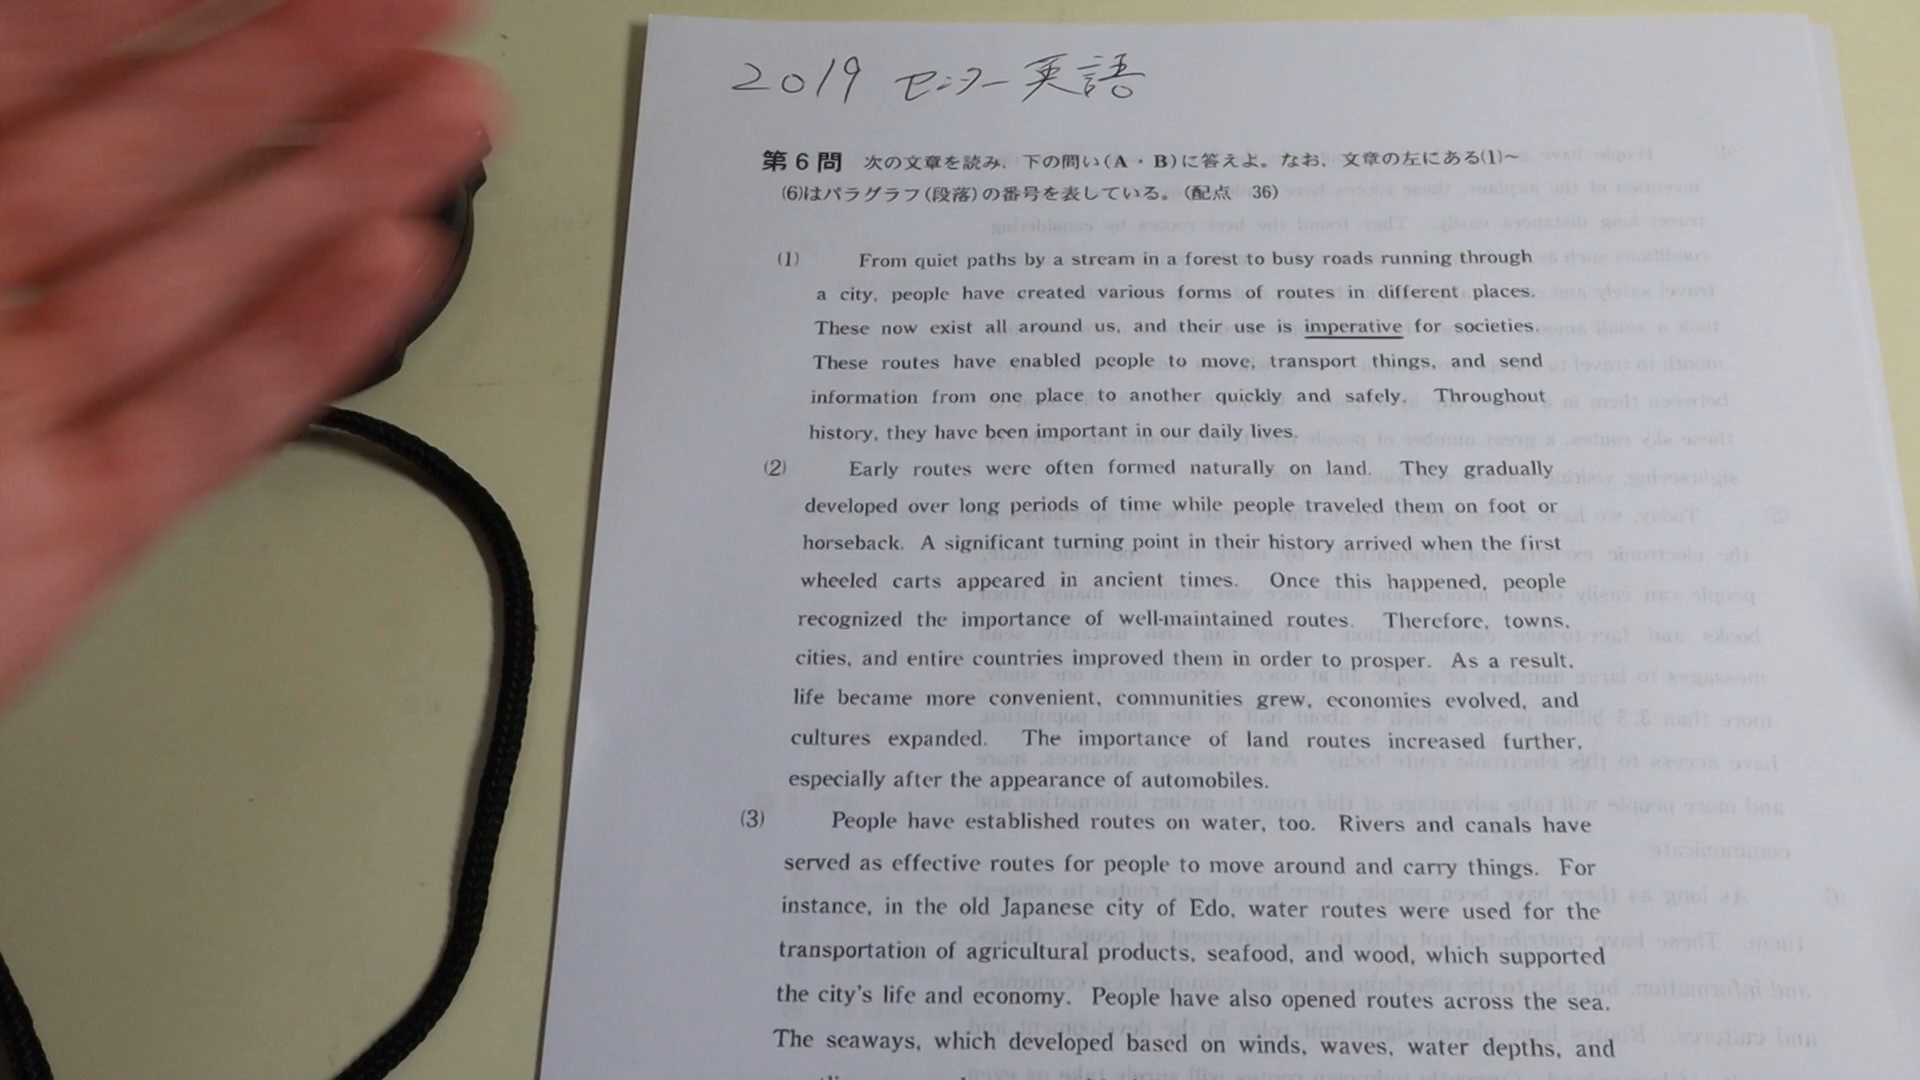 2019 センター英語
第6問 次の文章を読み,下の問い(A・B)に答えよ。なお,文章の左にある(1)〜
(6)はパラグラフ(段落)の番号を表している。(配点 36)
(1) From quiet paths by a stream in a forest to busy roads running through
a city, people have created various forms of routes in different places.
These now exist all around us, and their use is imperative for societies.
These routes have enabled people to move, transport things, and send
information from one place to another quickly and safely. Throughout
history, they have been important in our daily lives.
(2) Early routes were often formed naturally on land. They gradually
developed over long periods of time while people traveled them on foot or
horseback. A significant turning point in their history arrived when the first
wheeled carts appeared in ancient times. Once this happened, people
recognized the importance of well-maintained routes. Therefore, towns,
cities, and entire countries improved them in order to prosper. As a result,
life became more convenient, communities grew, economies evolved, and
cultures expanded. The importance of land routes increased further,
especially after the appearance of automobiles.
(3) People have established routes on water, too. Rivers and canals have
served as effective routes for people to move around and carry things. For
instance, in the old Japanese city of Edo, water routes were used for the
transportation of agricultural products, seafood, and wood, which supported
the city's life and economy. People have also opened routes across the sea.
The seaways, which developed based on winds, waves, water depths, and